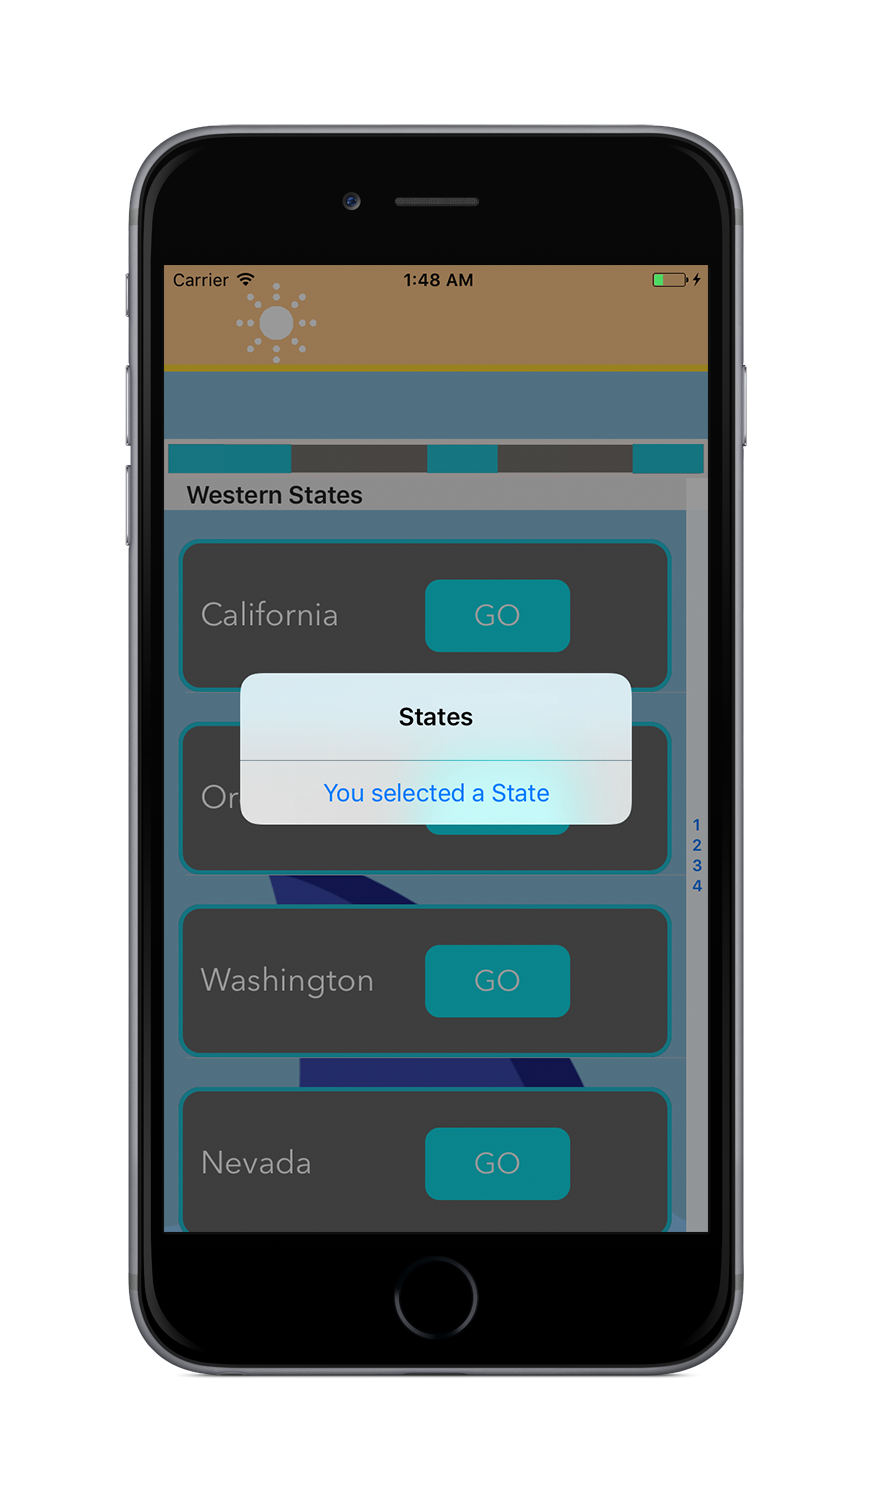 Carrier 1:48 AM
Western States
California GO
States
You selected a State
Or
1
2
3
4
Washington GO
Nevada GO